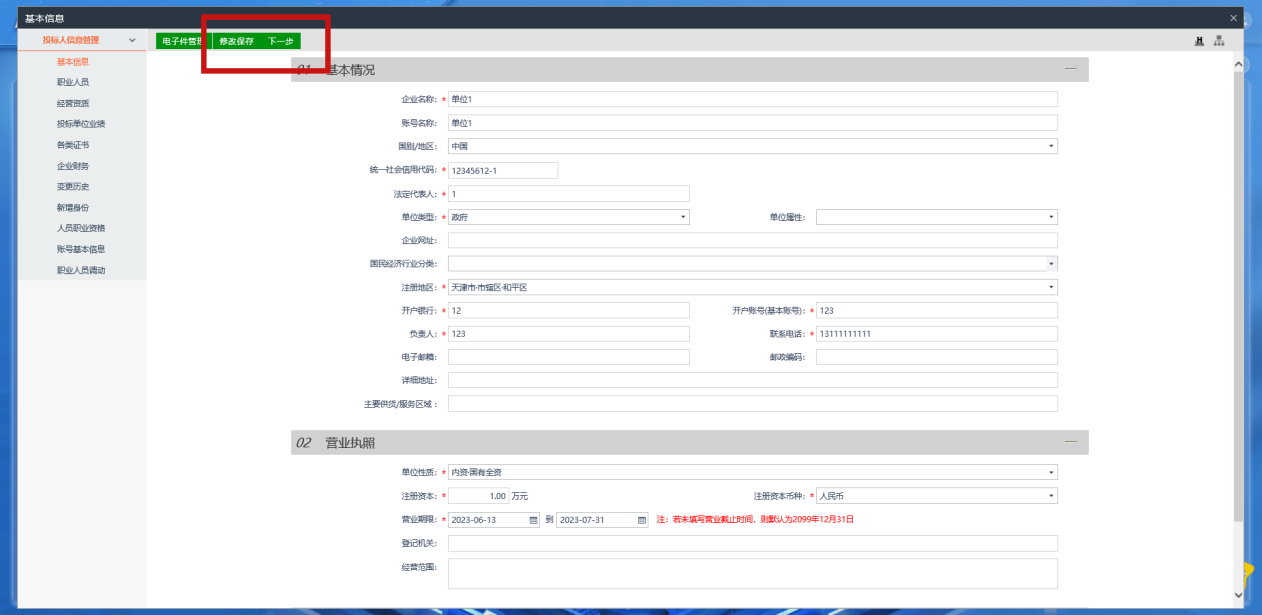 基本信息
投标人信息管理
电子件管理 修改保存 下一步
基本信息
职业人员
经营资质
投标单位业绩
各类证书
企业财务
变更历史
新增身份
人员职业资格
账号基本信息
职业人员调动
01 基本情况
企业名称: * 单位1
账号名称: 单位1
国别/地区: 中国
统一社会信用代码: * 12345612-1
法定代表人: * 1
单位类型: * 政府 单位属性:
企业网址:
国民经济行业分类:
注册地区: * 天津市·市辖区·和平区
开户银行: * 12 开户账号(基本账号): * 123
负责人: * 123 联系电话: * 13111111111
电子邮箱: 邮政编码:
详细地址:
主要供货/服务区域:
02 营业执照
单位性质: * 内资·国有全资
注册资本: * 1.00 万元 注册资本币种: * 人民币
营业期限: * 2023-06-13 到 2023-07-31 注: 若未填写营业截止时间, 则默认为2099年12月31日
登记机关:
经营范围: